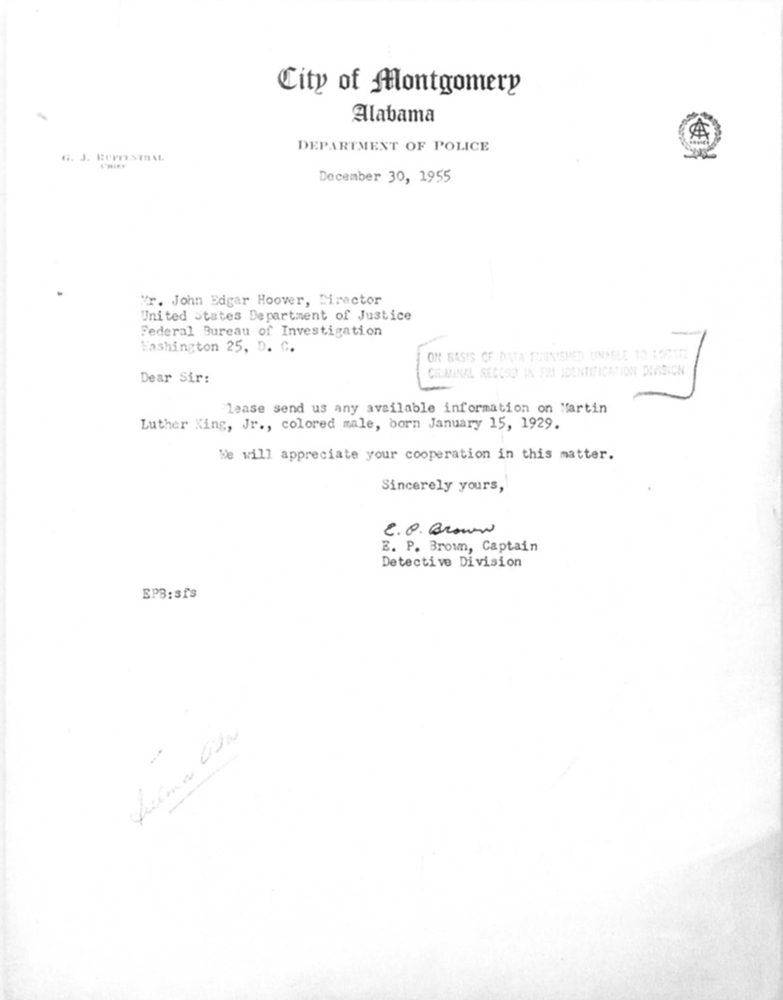 City of Montgomery
Alabama
DEPARTMENT OF POLICE
G. J. RUPPENTHAL
CHIEF
December 30, 1955
Mr. John Edgar Hoover, Director
United States Department of Justice
Federal Bureau of Investigation
Washington 25, D. C.
ON BASIS OF DATA FURNISHED UNABLE TO LOCATE
CRIMINAL RECORD IN FBI IDENTIFICATION DIVISION
Dear Sir:
Please send us any available information on Martin
Luther King, Jr., colored male, born January 15, 1929.
We will appreciate your cooperation in this matter.
Sincerely yours,
E. P. Brown
E. P. Brown, Captain
Detective Division
EPB:sfs